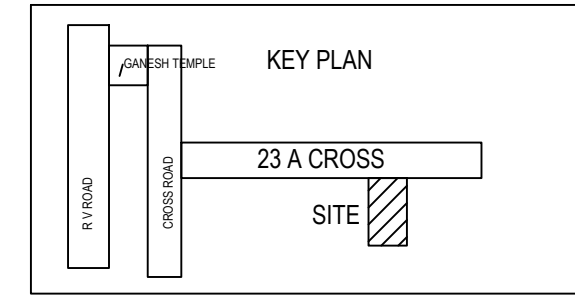 KEY PLAN
GANESH TEMPLE
23 A CROSS
R V ROAD
CROSS ROAD
SITE